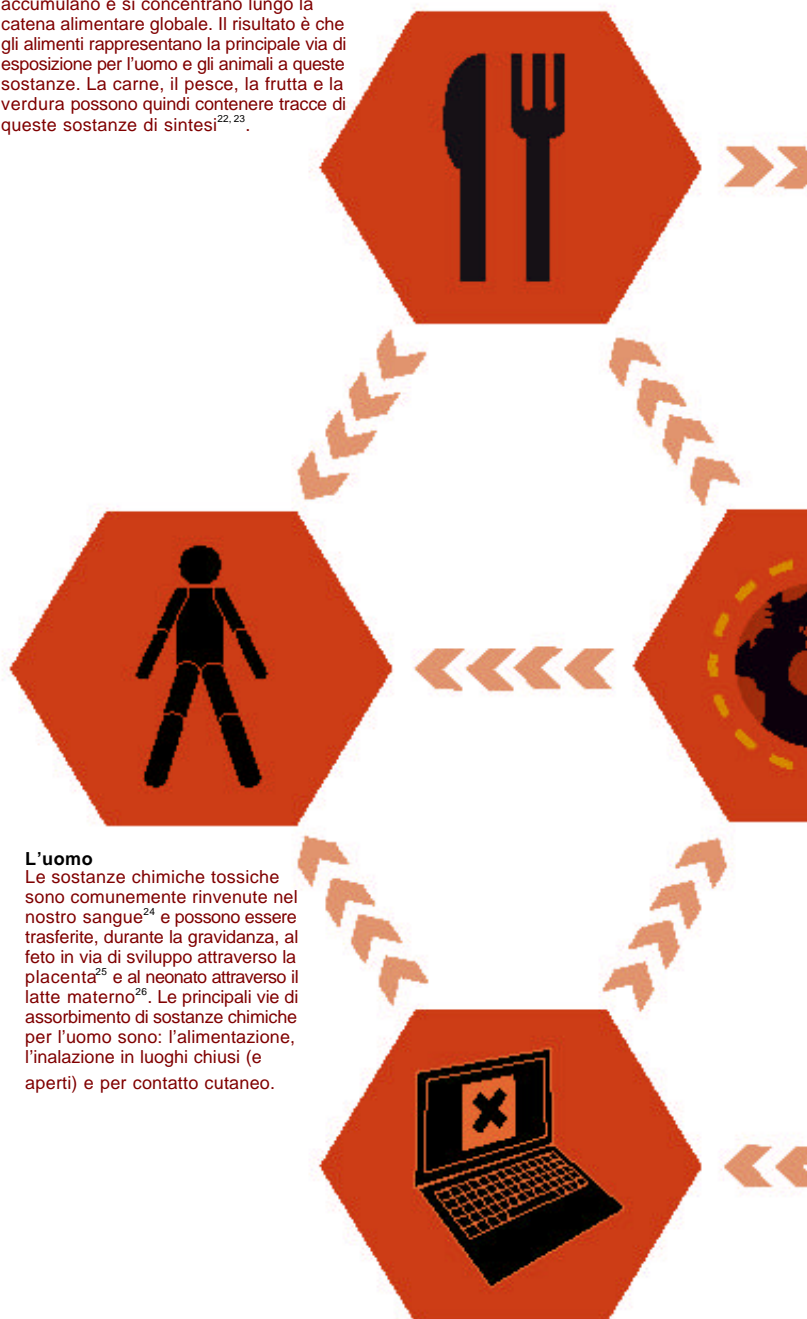 accumulano e si concentrano lungo la
catena alimentare globale. Il risultato è che
gli alimenti rappresentano la principale via di
esposizione per l'uomo e gli animali a queste
sostanze. La carne, il pesce, la frutta e la
verdura possono quindi contenere tracce di
queste sostanze di sintesi22, 23.
L'uomo
Le sostanze chimiche tossiche
sono comunemente rinvenute nel
nostro sangue24 e possono essere
trasferite, durante la gravidanza, al
feto in via di sviluppo attraverso la
placenta25 e al neonato attraverso il
latte materno26. Le principali vie di
assorbimento di sostanze chimiche
per l'uomo sono: l'alimentazione,
l'inalazione in luoghi chiusi (e
aperti) e per contatto cutaneo.